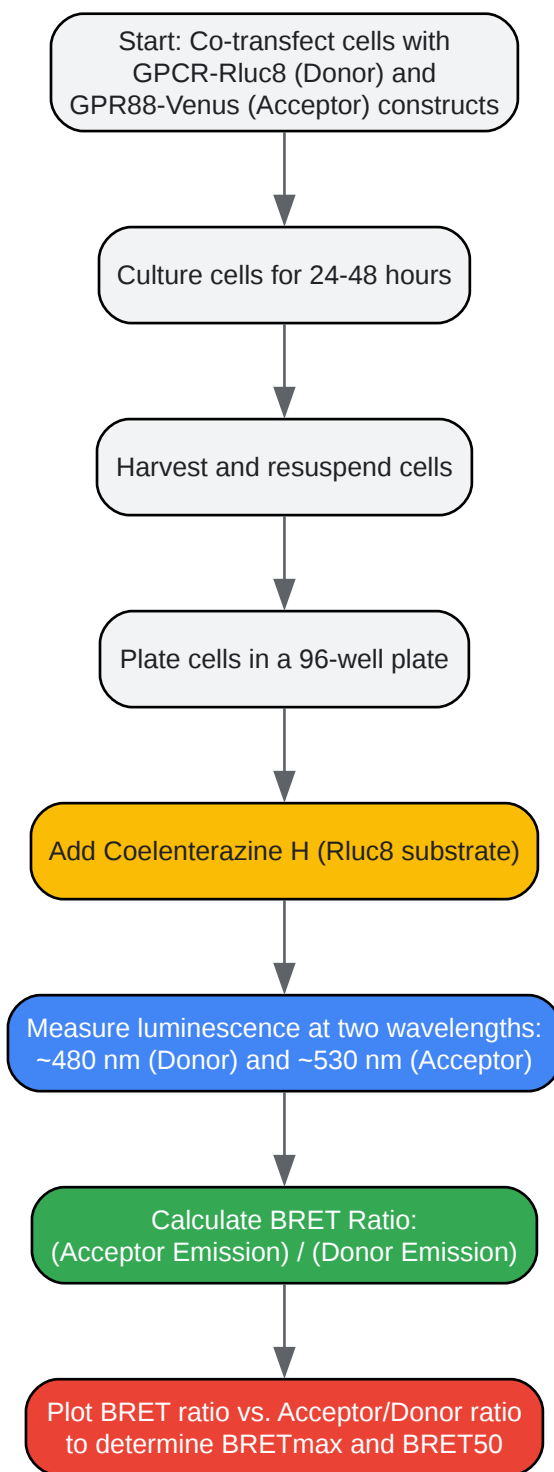 Start: Co-transfect cells with
GPCR-Rluc8 (Donor) and
GPR88-Venus (Acceptor) constructs
Culture cells for 24-48 hours
Harvest and resuspend cells
Plate cells in a 96-well plate
Add Coelenterazine H (Rluc8 substrate)
Measure luminescence at two wavelengths:
~480 nm (Donor) and ~530 nm (Acceptor)
Calculate BRET Ratio:
(Acceptor Emission) / (Donor Emission)
Plot BRET ratio vs. Acceptor/Donor ratio
to determine BRETmax and BRET50